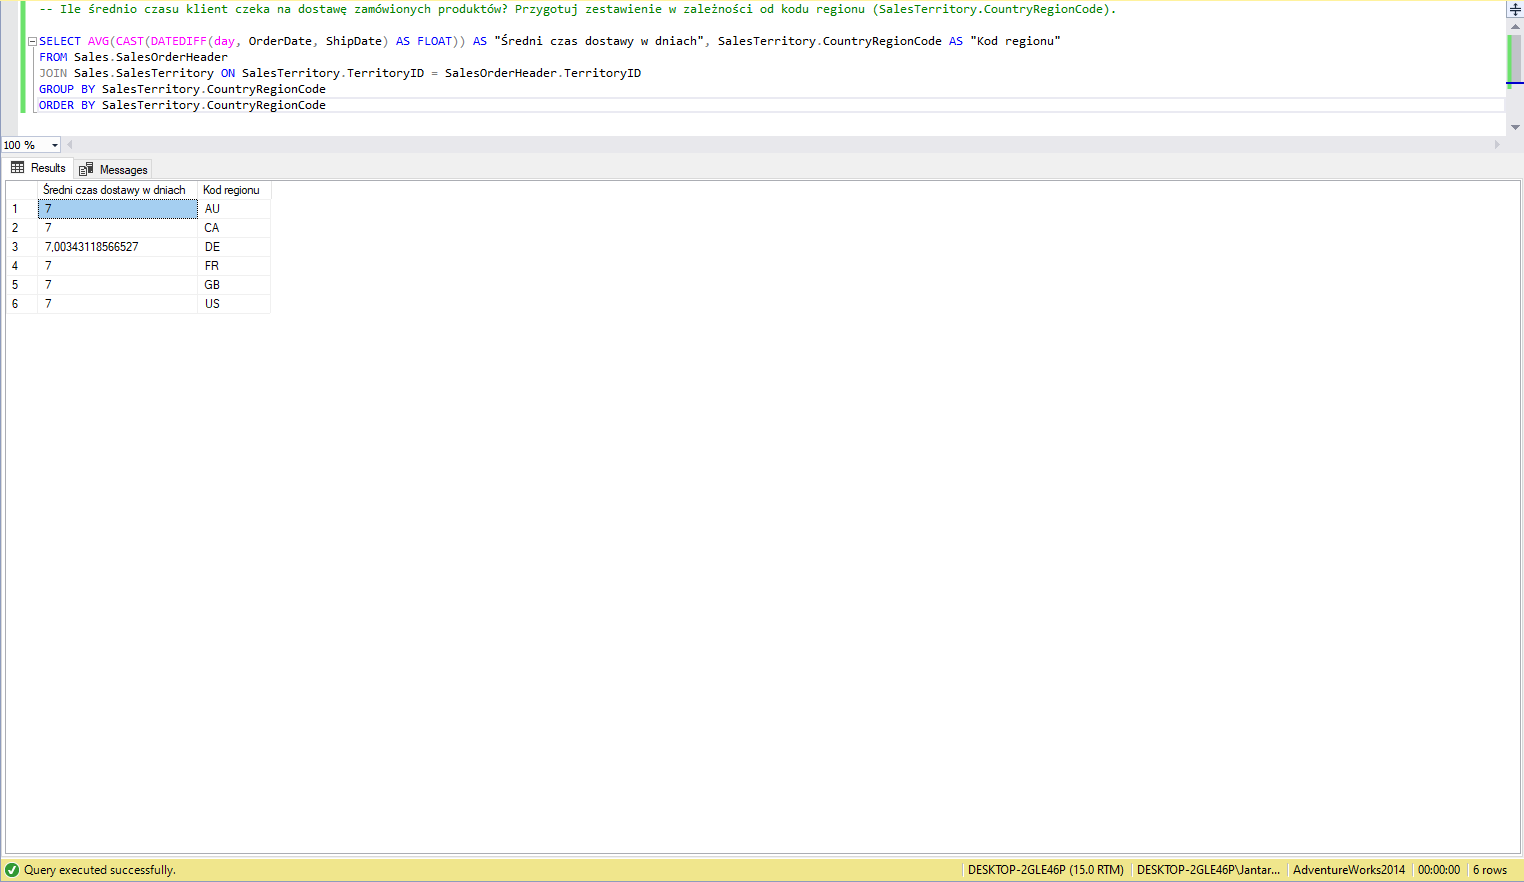 -- Ile średnio czasu klient czeka na dostawę zamówionych produktów? Przygotuj zestawienie w zależności od kodu regionu (SalesTerritory.CountryRegionCode).
SELECT AVG(CAST(DATEDIFF(day, OrderDate, ShipDate) AS FLOAT)) AS "Średni czas dostawy w dniach", SalesTerritory.CountryRegionCode AS "Kod regionu"
FROM Sales.SalesOrderHeader
JOIN Sales.SalesTerritory ON SalesTerritory.TerritoryID = SalesOrderHeader.TerritoryID
GROUP BY SalesTerritory.CountryRegionCode
ORDER BY SalesTerritory.CountryRegionCode
100 %
Results Messages
Średni czas dostawy w dniach Kod regionu
1 7 AU
2 7 CA
3 7,00343118566527 DE
4 7 FR
5 7 GB
6 7 US
Query executed successfully. DESKTOP-2GLE46P (15.0 RTM) DESKTOP-2GLE46P\Jantar... AdventureWorks2014 00:00:00 6 rows